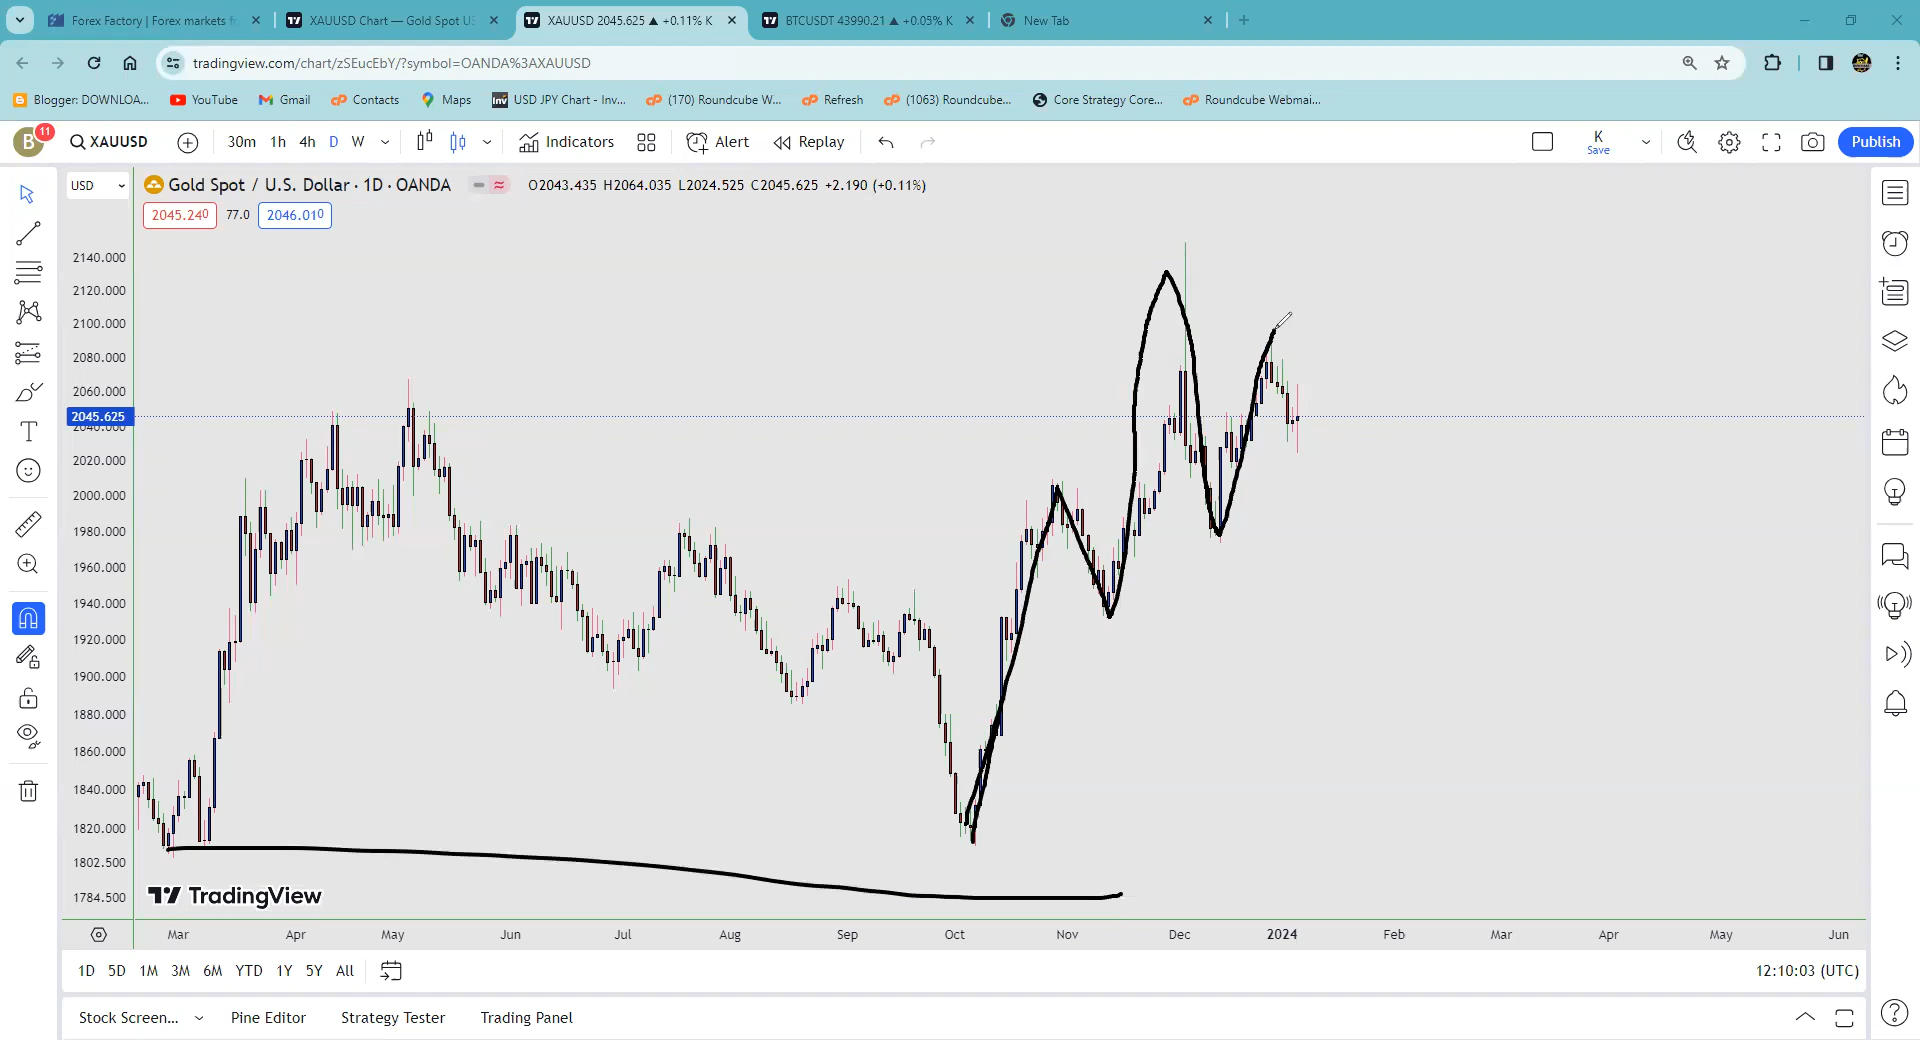 Forex Factory | Forex markets f
XAUUSD Chart — Gold Spot U
XAUUSD 2045.625 ▲ +0.11% K
BTCUSDT 43990.21 ▲ +0.05% K
New Tab
tradingview.com/chart/zSEucEbY/?symbol=OANDA%3AXAUUSD
Blogger: DOWNLOA...
YouTube
Gmail
Contacts
Maps
Inv
USD JPY Chart - Inv...
(170) Roundcube W...
Refresh
(1063) Roundcube...
Core Strategy Core...
Roundcube Webmai...
B
11
XAUUSD
30m
1h
4h
D
W
Indicators
Alert
Replay
K
Save
Publish
USD
Gold Spot / U.S. Dollar · 1D · OANDA
O2043.435 H2064.035 L2024.525 C2045.625 +2.190 (+0.11%)
2045.240
77.0
2046.010
2140.000
2120.000
2100.000
2080.000
2060.000
2045.625
2040.000
2020.000
2000.000
1980.000
1960.000
1940.000
1920.000
1900.000
1880.000
1860.000
1840.000
1820.000
1802.500
1784.500
TradingView
Mar
Apr
May
Jun
Jul
Aug
Sep
Oct
Nov
Dec
2024
Feb
Mar
Apr
May
Jun
1D 5D 1M 3M 6M YTD 1Y 5Y All
12:10:03 (UTC)
Stock Screen...
Pine Editor
Strategy Tester
Trading Panel